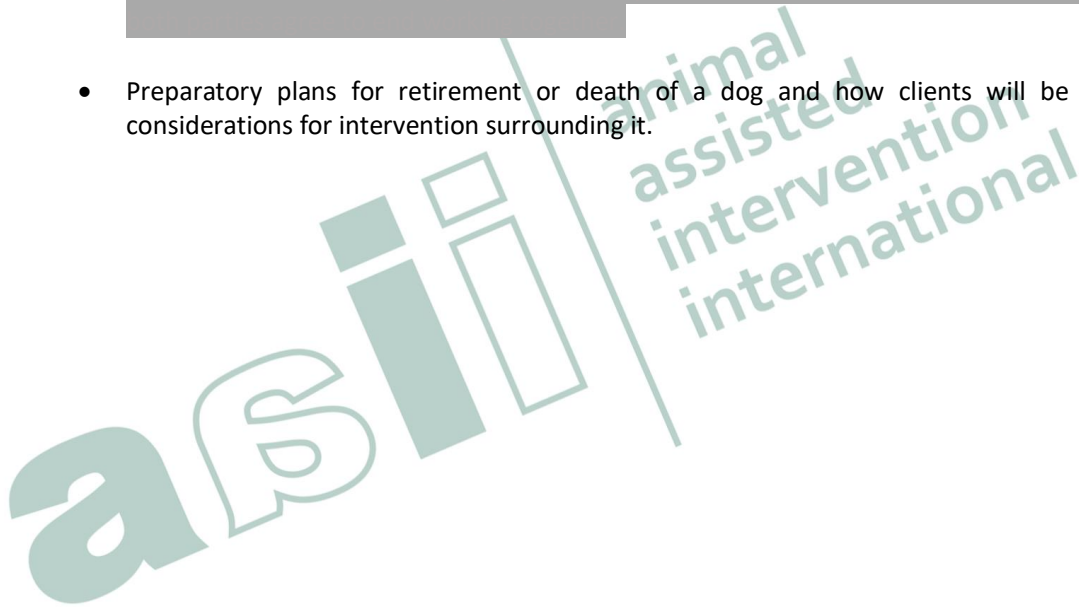 • Preparatory plans for retirement or death of a dog and how clients will be
considerations for intervention surrounding it.
animal
assisted
intervention
international
aaii